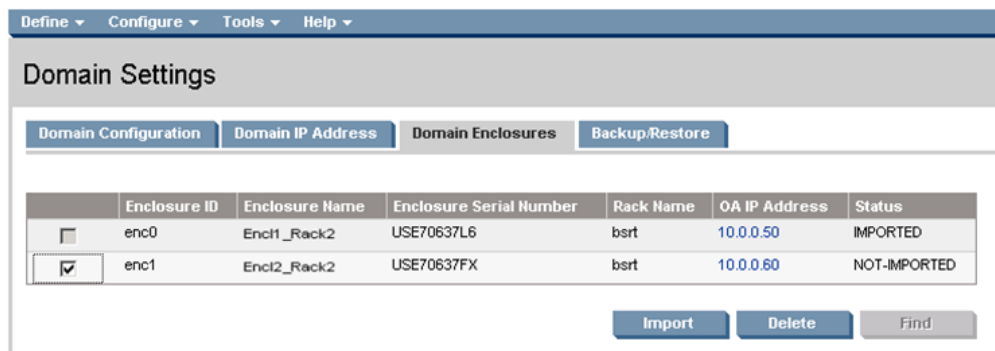 Define Configure Tools Help
Domain Settings
Domain Configuration Domain IP Address Domain Enclosures Backup/Restore
Enclosure ID Enclosure Name Enclosure Serial Number Rack Name OA IP Address Status
enc0 Encl1_Rack2 USE70637L6 bsrt 10.0.0.50 IMPORTED
enc1 Encl2_Rack2 USE70637FX bsrt 10.0.0.60 NOT-IMPORTED
Import Delete Find